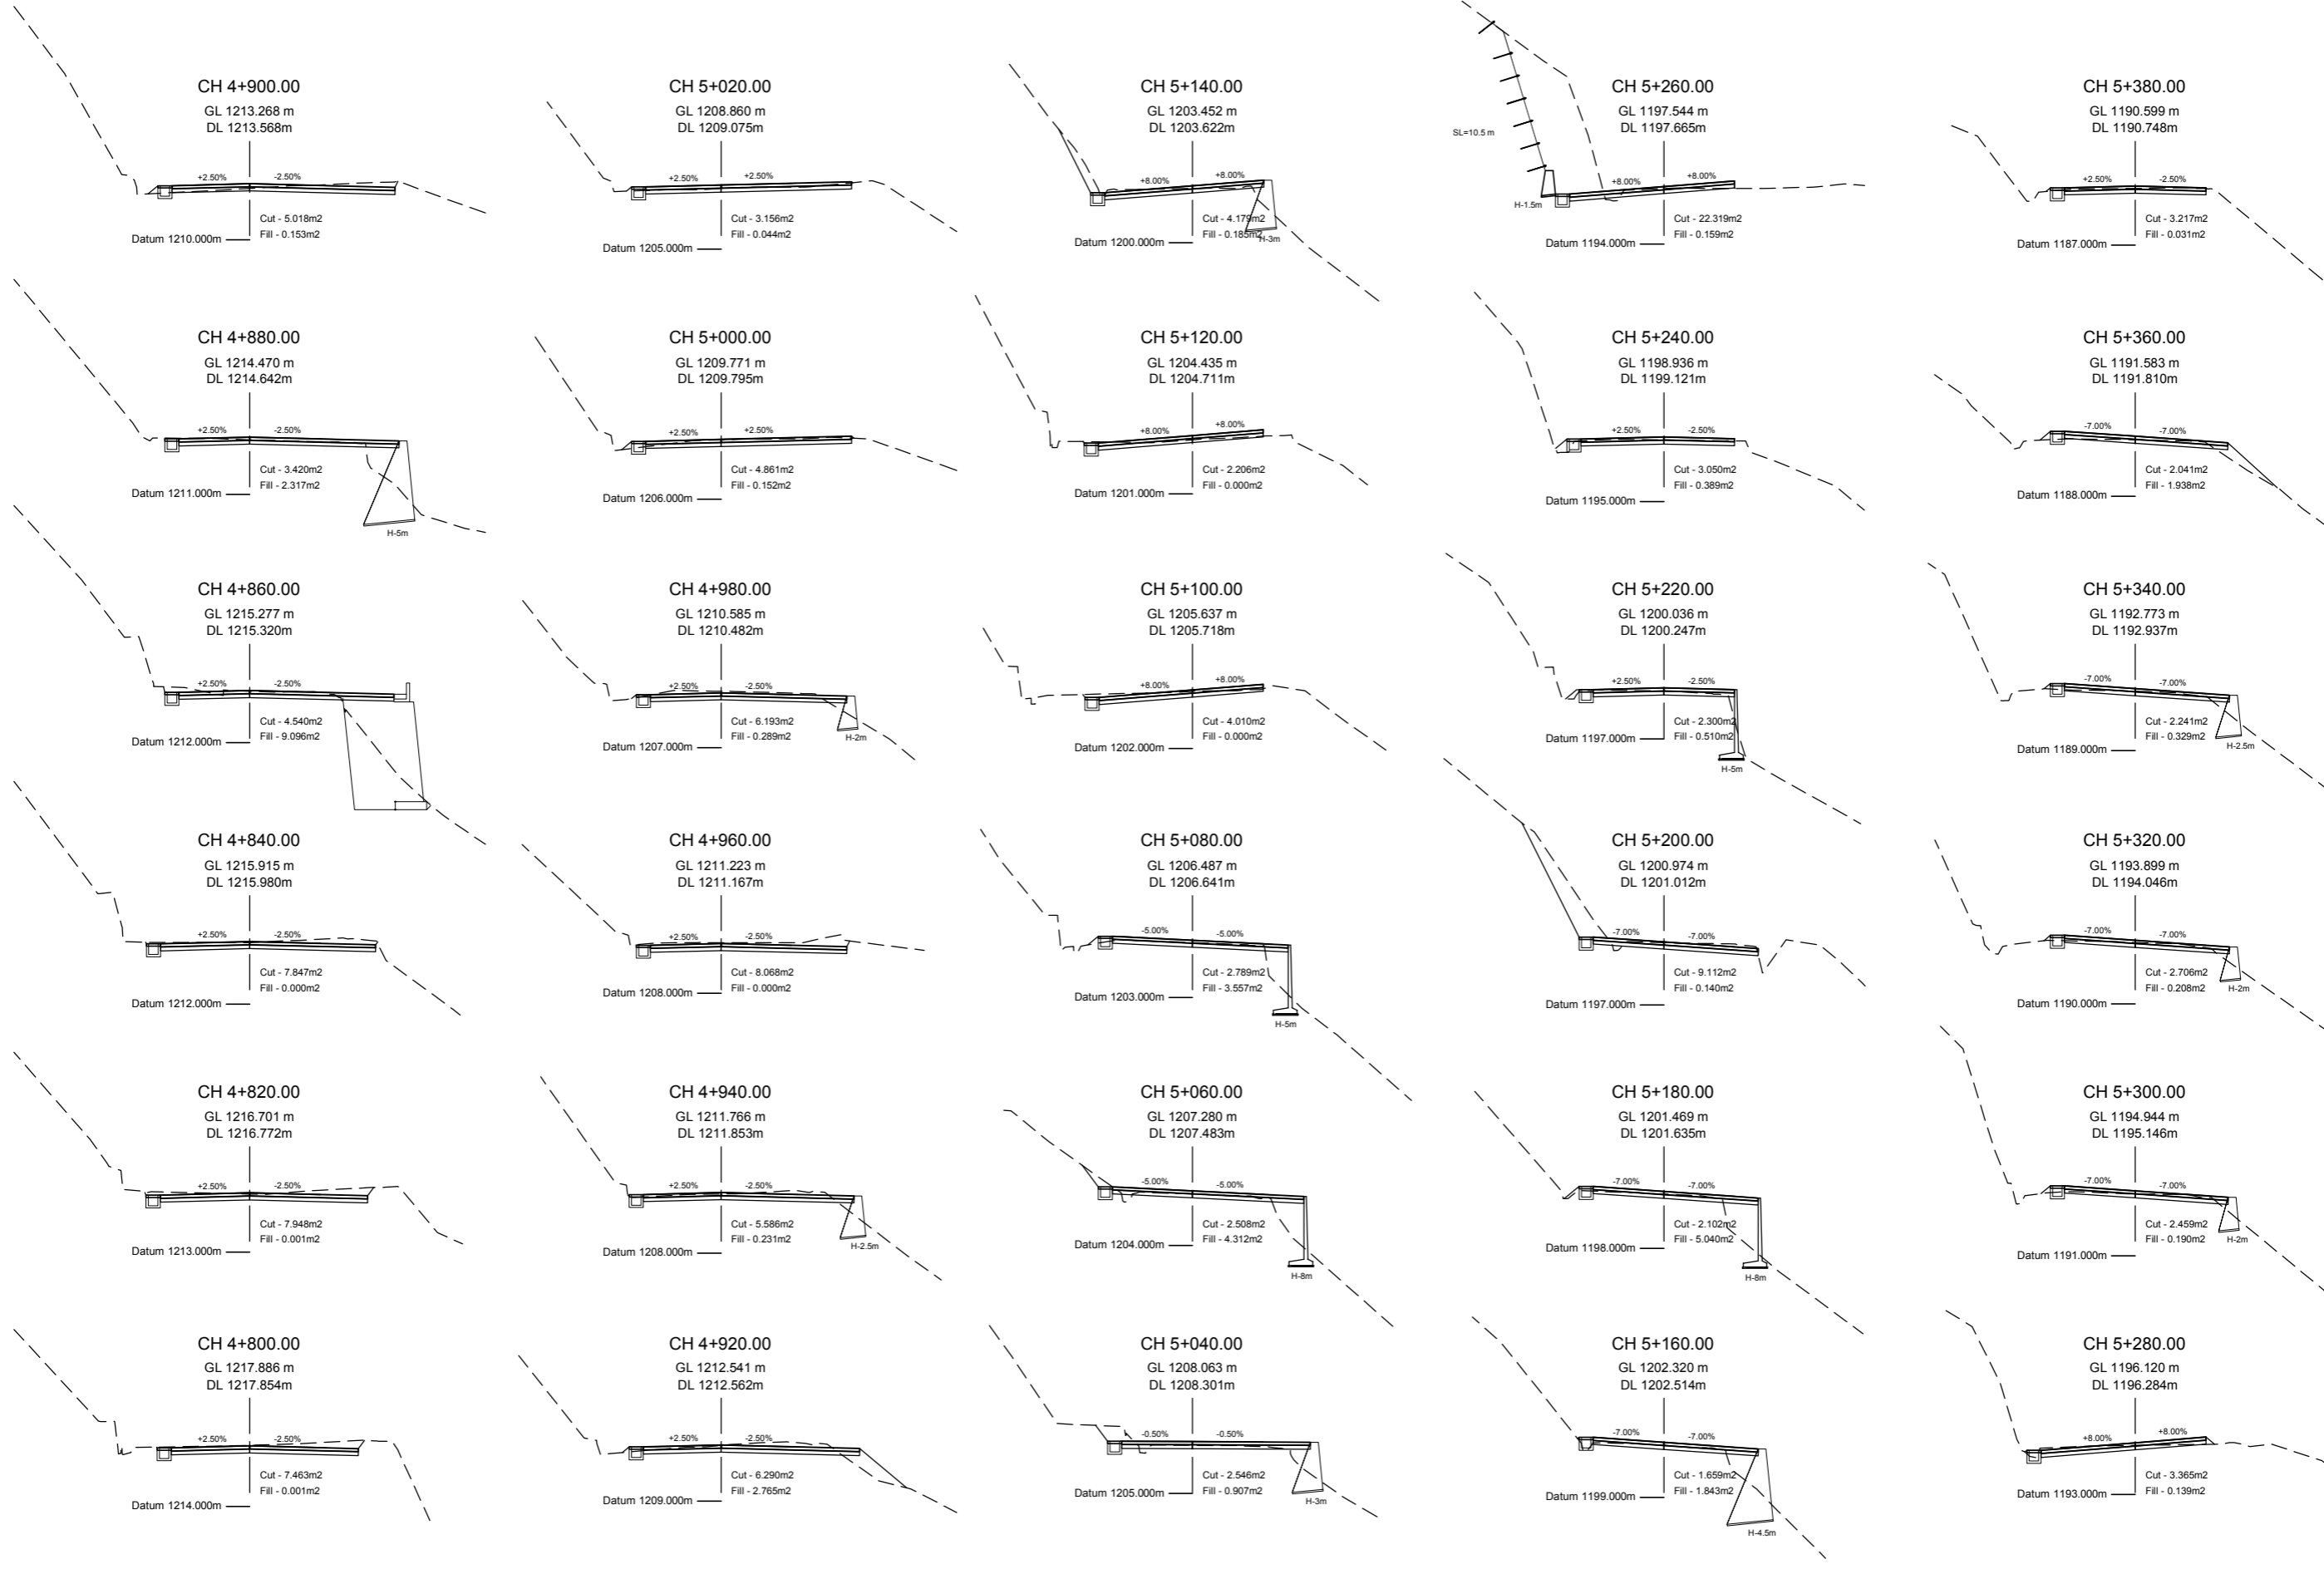 CH 4+900.00
GL 1213.268 m
DL 1213.568m
+2.50%
-2.50%
Cut - 5.018m2
Fill - 0.153m2
Datum 1210.000m
CH 5+020.00
GL 1208.860 m
DL 1209.075m
+2.50%
+2.50%
Cut - 3.156m2
Fill - 0.044m2
Datum 1205.000m
CH 5+140.00
GL 1203.452 m
DL 1203.622m
+8.00%
+8.00%
Cut - 4.179m2
Fill - 0.185m2
H-3m
Datum 1200.000m
CH 5+260.00
GL 1197.544 m
DL 1197.665m
SL=10.5 m
+8.00%
+8.00%
H-1.5m
Cut - 22.319m2
Fill - 0.159m2
Datum 1194.000m
CH 5+380.00
GL 1190.599 m
DL 1190.748m
+2.50%
-2.50%
Cut - 3.217m2
Fill - 0.031m2
Datum 1187.000m
CH 4+880.00
GL 1214.470 m
DL 1214.642m
+2.50%
-2.50%
Cut - 3.420m2
Fill - 2.317m2
Datum 1211.000m
H-5m
CH 5+000.00
GL 1209.771 m
DL 1209.795m
+2.50%
+2.50%
Cut - 4.861m2
Fill - 0.152m2
Datum 1206.000m
CH 5+120.00
GL 1204.435 m
DL 1204.711m
+8.00%
+8.00%
Cut - 2.206m2
Fill - 0.000m2
Datum 1201.000m
CH 5+240.00
GL 1198.936 m
DL 1199.121m
+2.50%
-2.50%
Cut - 3.050m2
Fill - 0.389m2
Datum 1195.000m
CH 5+360.00
GL 1191.583 m
DL 1191.810m
-7.00%
-7.00%
Cut - 2.041m2
Fill - 1.938m2
Datum 1188.000m
CH 4+860.00
GL 1215.277 m
DL 1215.320m
+2.50%
-2.50%
Cut - 4.540m2
Fill - 9.096m2
Datum 1212.000m
CH 4+980.00
GL 1210.585 m
DL 1210.482m
+2.50%
-2.50%
Cut - 6.193m2
Fill - 0.289m2
H-2m
Datum 1207.000m
CH 5+100.00
GL 1205.637 m
DL 1205.718m
+8.00%
+8.00%
Cut - 4.010m2
Fill - 0.000m2
Datum 1202.000m
CH 5+220.00
GL 1200.036 m
DL 1200.247m
+2.50%
-2.50%
Cut - 2.300m2
Fill - 0.510m2
Datum 1197.000m
H-5m
CH 5+340.00
GL 1192.773 m
DL 1192.937m
-7.00%
-7.00%
Cut - 2.241m2
Fill - 0.329m2
H-2.5m
Datum 1189.000m
CH 4+840.00
GL 1215.915 m
DL 1215.980m
+2.50%
-2.50%
Cut - 7.847m2
Fill - 0.000m2
Datum 1212.000m
CH 4+960.00
GL 1211.223 m
DL 1211.167m
+2.50%
-2.50%
Cut - 8.068m2
Fill - 0.000m2
Datum 1208.000m
CH 5+080.00
GL 1206.487 m
DL 1206.641m
-5.00%
-5.00%
Cut - 2.789m2
Fill - 3.557m2
Datum 1203.000m
H-5m
CH 5+200.00
GL 1200.974 m
DL 1201.012m
-7.00%
-7.00%
Cut - 9.112m2
Fill - 0.140m2
Datum 1197.000m
CH 5+320.00
GL 1193.899 m
DL 1194.046m
-7.00%
-7.00%
Cut - 2.706m2
Fill - 0.208m2
H-2m
Datum 1190.000m
CH 4+820.00
GL 1216.701 m
DL 1216.772m
+2.50%
-2.50%
Cut - 7.948m2
Fill - 0.001m2
Datum 1213.000m
CH 4+940.00
GL 1211.766 m
DL 1211.853m
+2.50%
-2.50%
Cut - 5.586m2
Fill - 0.231m2
H-2.5m
Datum 1208.000m
CH 5+060.00
GL 1207.280 m
DL 1207.483m
-5.00%
-5.00%
Cut - 2.508m2
Fill - 4.312m2
Datum 1204.000m
H-8m
CH 5+180.00
GL 1201.469 m
DL 1201.635m
-7.00%
-7.00%
Cut - 2.102m2
Fill - 5.040m2
Datum 1198.000m
H-8m
CH 5+300.00
GL 1194.944 m
DL 1195.146m
-7.00%
-7.00%
Cut - 2.459m2
Fill - 0.190m2
H-2m
Datum 1191.000m
CH 4+800.00
GL 1217.886 m
DL 1217.854m
+2.50%
-2.50%
Cut - 7.463m2
Fill - 0.001m2
Datum 1214.000m
CH 4+920.00
GL 1212.541 m
DL 1212.562m
+2.50%
-2.50%
Cut - 6.290m2
Fill - 2.765m2
Datum 1209.000m
CH 5+040.00
GL 1208.063 m
DL 1208.301m
-0.50%
-0.50%
Cut - 2.546m2
Fill - 0.907m2
Datum 1205.000m
H-3m
CH 5+160.00
GL 1202.320 m
DL 1202.514m
-7.00%
-7.00%
Cut - 1.659m2
Fill - 1.843m2
Datum 1199.000m
H-4.5m
CH 5+280.00
GL 1196.120 m
DL 1196.284m
+8.00%
+8.00%
Cut - 3.365m2
Fill - 0.139m2
Datum 1193.000m